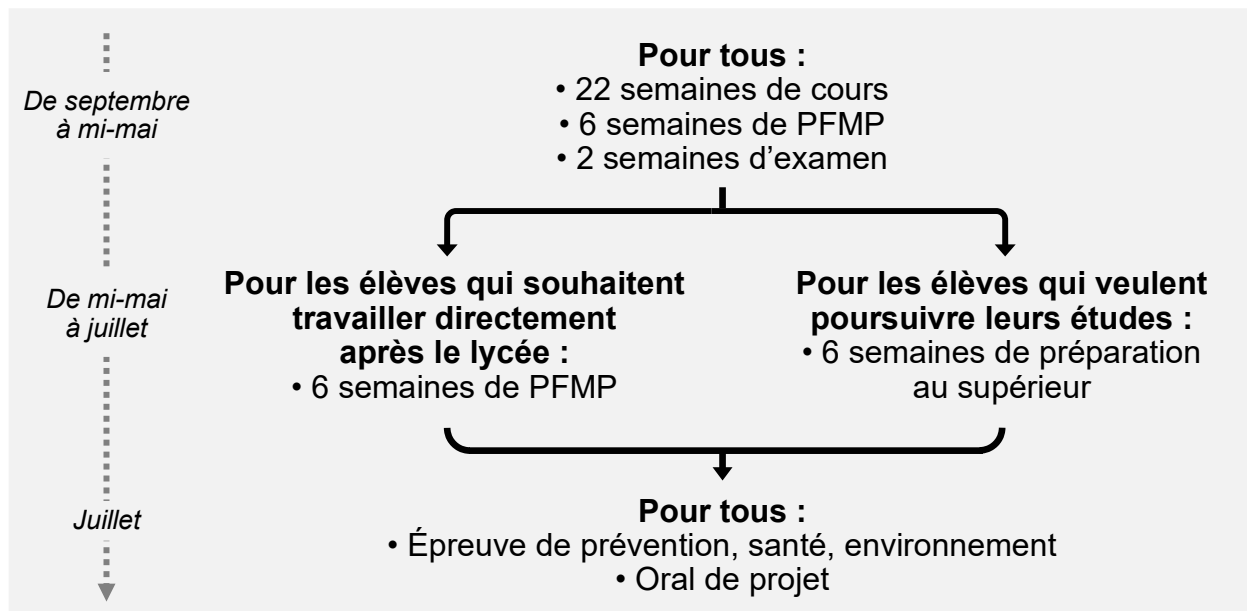 Pour tous :
• 22 semaines de cours
• 6 semaines de PFMP
• 2 semaines d’examen
De septembre
à mi-mai
Pour les élèves qui souhaitent
travailler directement
après le lycée :
• 6 semaines de PFMP
Pour les élèves qui veulent
poursuivre leurs études :
• 6 semaines de préparation
au supérieur
De mi-mai
à juillet
Juillet
Pour tous :
• Épreuve de prévention, santé, environnement
• Oral de projet